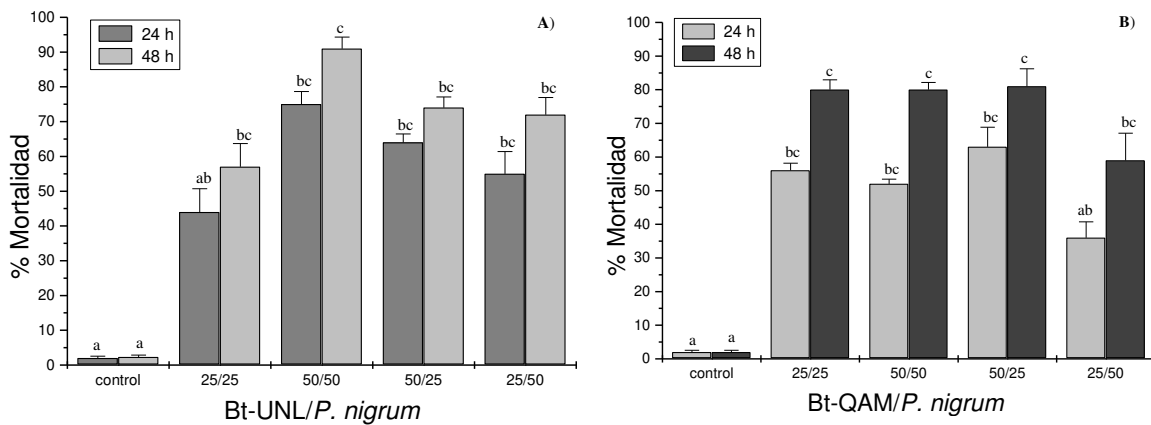 A)
24 h
48 h
% Mortalidad
100
90
80
70
60
50
40
30
20
10
0
a a ab bc bc c bc bc bc bc
control 25/25 50/50 50/25 25/50
Bt-UNL/P. nigrum
B)
24 h
48 h
% Mortalidad
100
90
80
70
60
50
40
30
20
10
0
a a bc c bc c bc c ab bc
control 25/25 50/50 50/25 25/50
Bt-QAM/P. nigrum